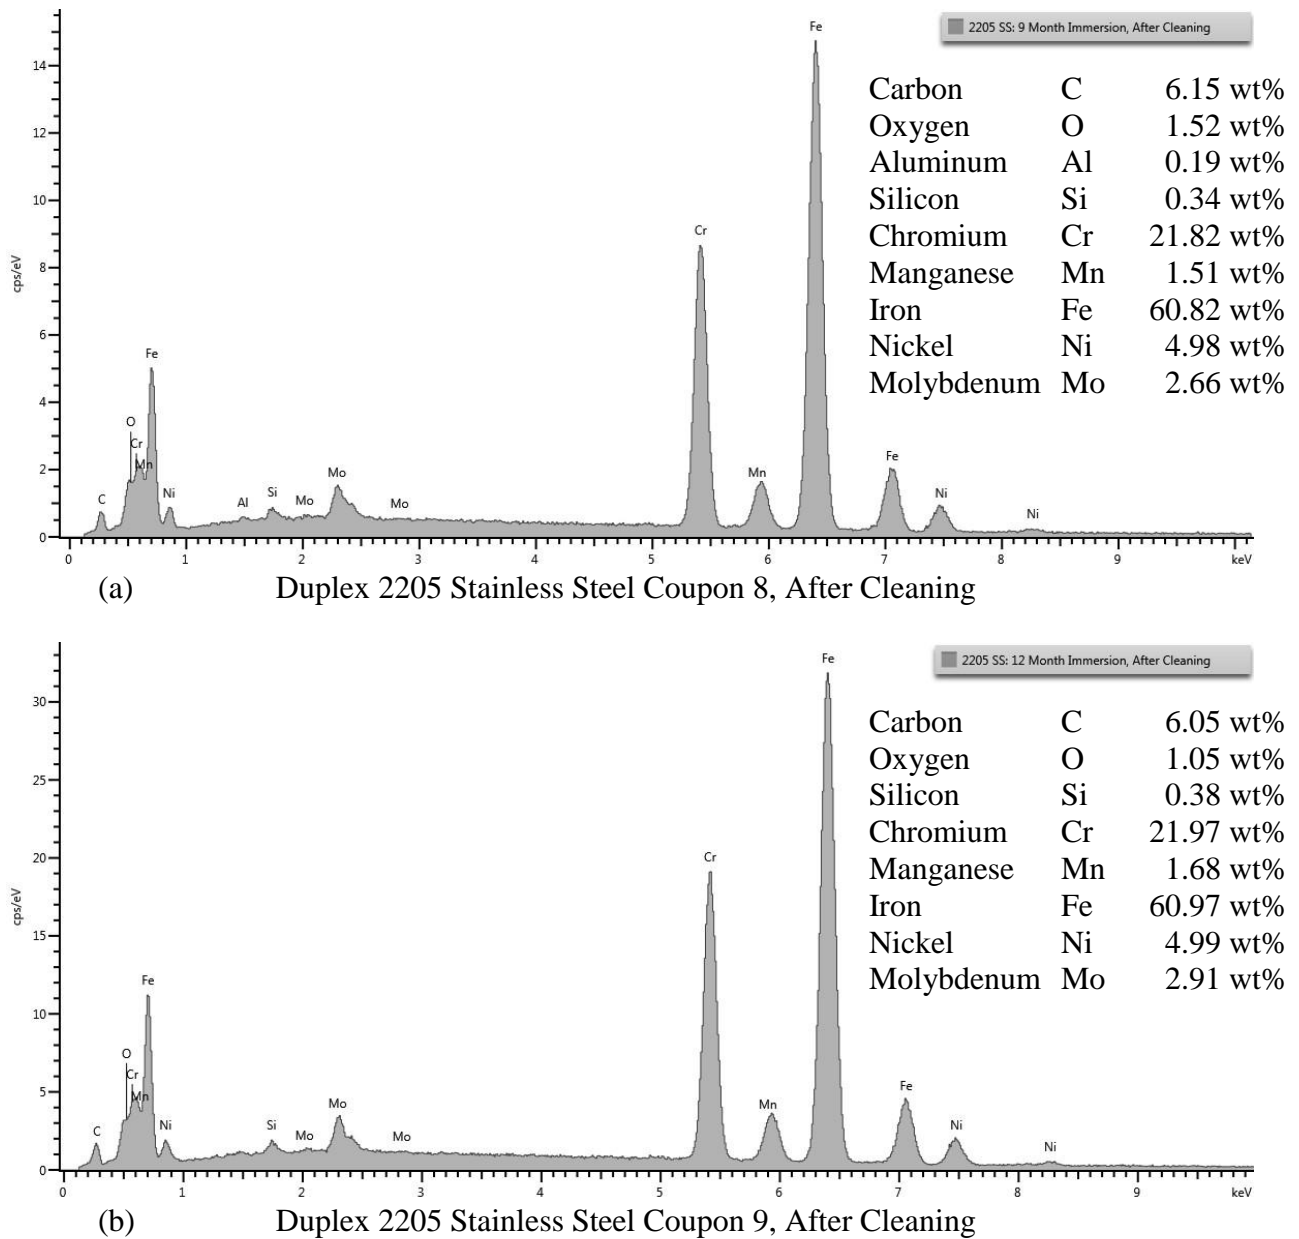 Fe
2205 SS: 9 Month Immersion, After Cleaning
14
Carbon C 6.15 wt%
Oxygen O 1.52 wt%
12
Aluminum Al 0.19 wt%
Silicon Si 0.34 wt%
10
Chromium Cr 21.82 wt%
Cr
Manganese Mn 1.51 wt%
cps/eV
8
Iron Fe 60.82 wt%
Nickel Ni 4.98 wt%
6
Fe
Molybdenum Mo 2.66 wt%
4
O
Cr
Mn
2
C
Ni
Al
Si
Mo
Mo
Mo
Mn
Fe
Ni
Ni
0
0 1 2 3 4 5 6 7 8 9 keV
(a) Duplex 2205 Stainless Steel Coupon 8, After Cleaning
Fe
2205 SS: 12 Month Immersion, After Cleaning
30
Carbon C 6.05 wt%
Oxygen O 1.05 wt%
25
Silicon Si 0.38 wt%
Chromium Cr 21.97 wt%
20
Cr
Manganese Mn 1.68 wt%
cps/eV
Iron Fe 60.97 wt%
15
Nickel Ni 4.99 wt%
Fe
Molybdenum Mo 2.91 wt%
10
O
Cr
Mn
5
C
Ni
Si
Mo
Mo
Mo
Mn
Fe
Ni
Ni
0
0 1 2 3 4 5 6 7 8 9 keV
(b) Duplex 2205 Stainless Steel Coupon 9, After Cleaning